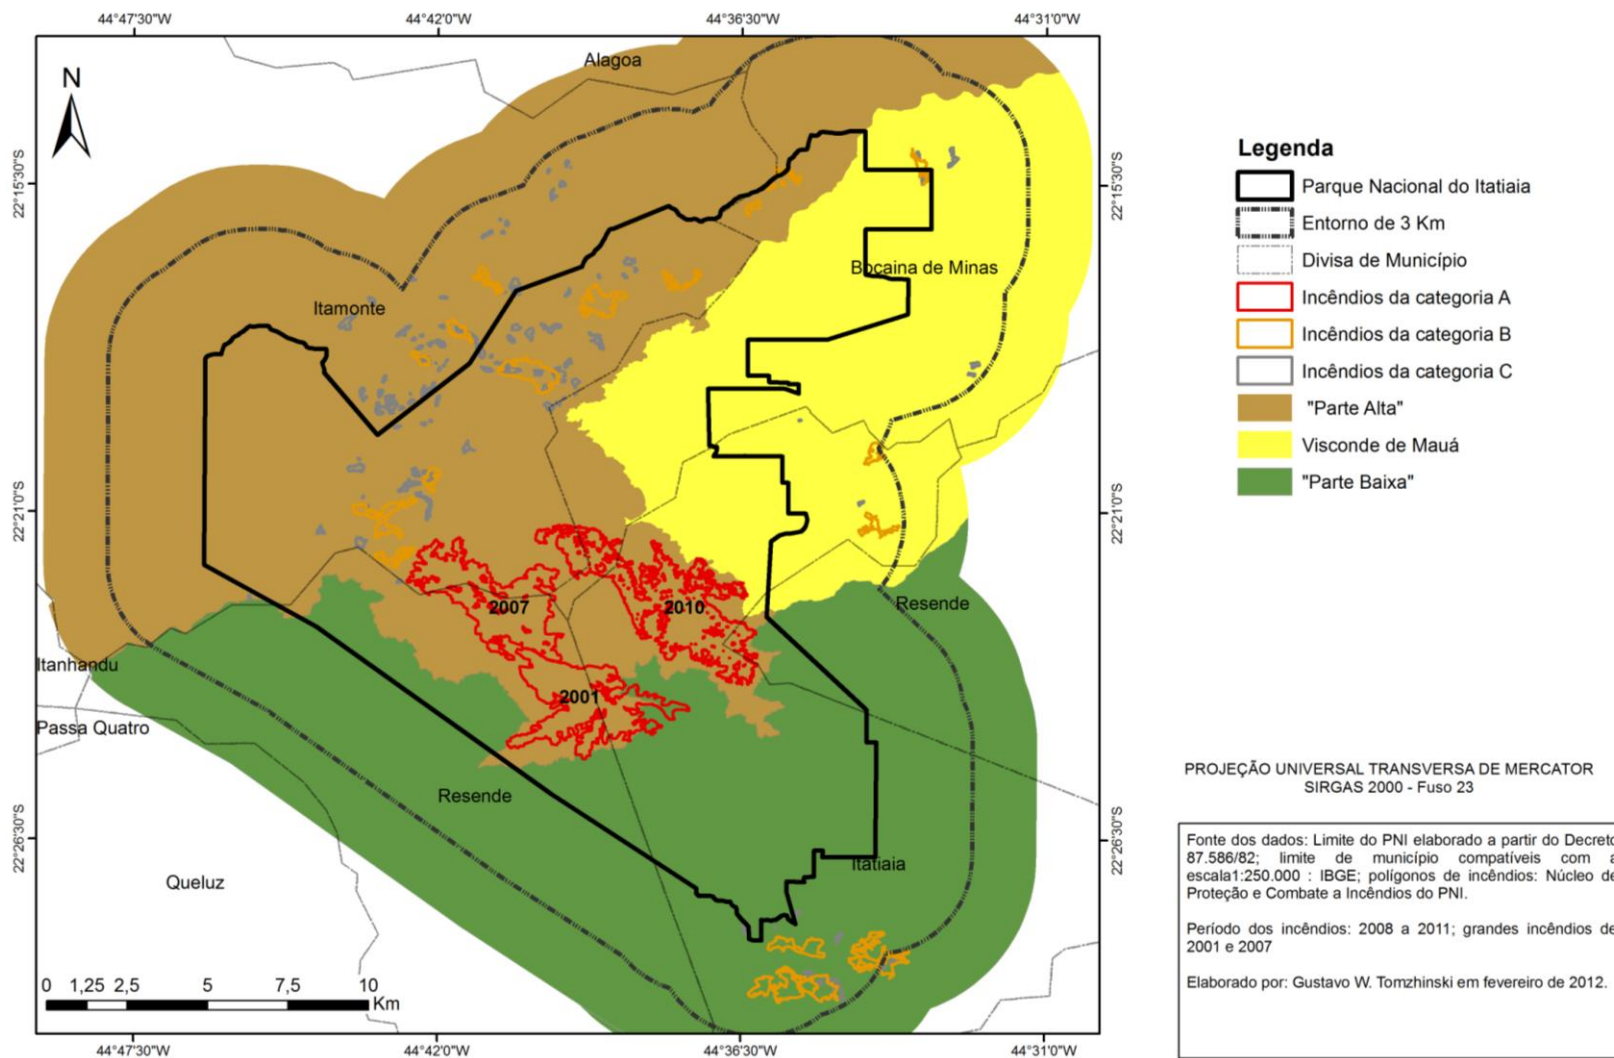 44°47'30"W
44°42'0"W
44°36'30"W
44°31'0"W
N
Alagoa
22°15'30"S
22°15'30"S
Bocaina de Minas
Itamonte
22°21'0"S
22°21'0"S
2007
2010
Resende
Itanhandu
2001
Passa Quatro
Resende
22°26'30"S
22°26'30"S
Itatiaia
Queluz
0 1,25 2,5 5 7,5 10
Km
44°47'30"W
44°42'0"W
44°36'30"W
44°31'0"W
Legenda
Parque Nacional do Itatiaia
Entorno de 3 Km
Divisa de Município
Incêndios da categoria A
Incêndios da categoria B
Incêndios da categoria C
"Parte Alta"
Visconde de Mauá
"Parte Baixa"
PROJEÇÃO UNIVERSAL TRANSVERSA DE MERCATOR
SIRGAS 2000 - Fuso 23
Fonte dos dados: Limite do PNI elaborado a partir do Decreto
87.586/82; limite de município compatíveis com a
escala1:250.000 : IBGE; polígonos de incêndios: Núcleo de
Proteção e Combate a Incêndios do PNI.
Período dos incêndios: 2008 a 2011; grandes incêndios de
2001 e 2007
Elaborado por: Gustavo W. Tomzhinski em fevereiro de 2012.